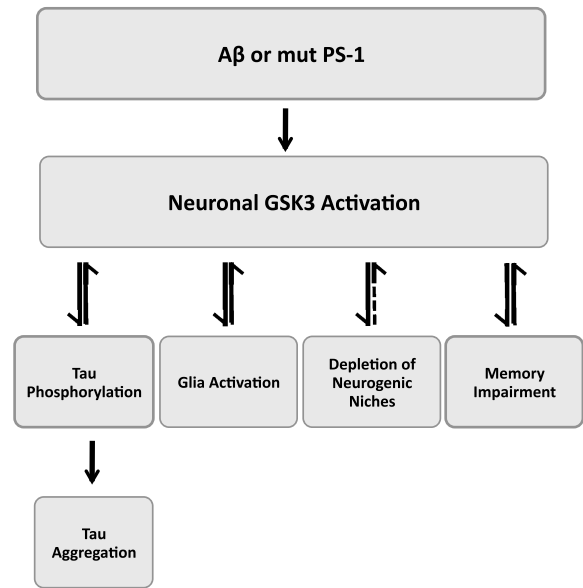 Aβ or mut PS-1
Neuronal GSK3 Activation
Tau
Phosphorylation
Glia Activation
Depletion of
Neurogenic
Niches
Memory
Impairment
Tau
Aggregation